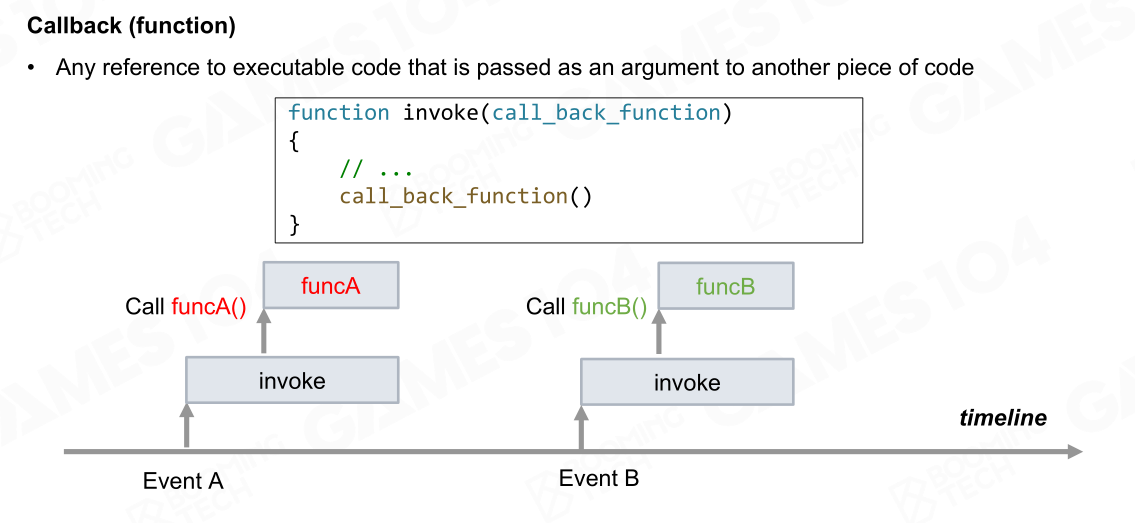 Callback (function)
• Any reference to executable code that is passed as an argument to another piece of code
function invoke(call_back_function)
{
// ...
call_back_function()
}
funcA
funcB
Call funcA()
Call funcB()
invoke
invoke
timeline
Event A
Event B
GAMES 104
BOOMING TECH